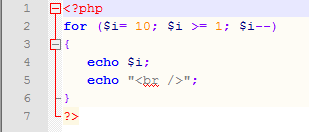 1 <?php
2 for ($i= 10; $i >= 1; $i--)
3 {
4 echo $i;
5 echo "<br />";
6 }
7 ?>